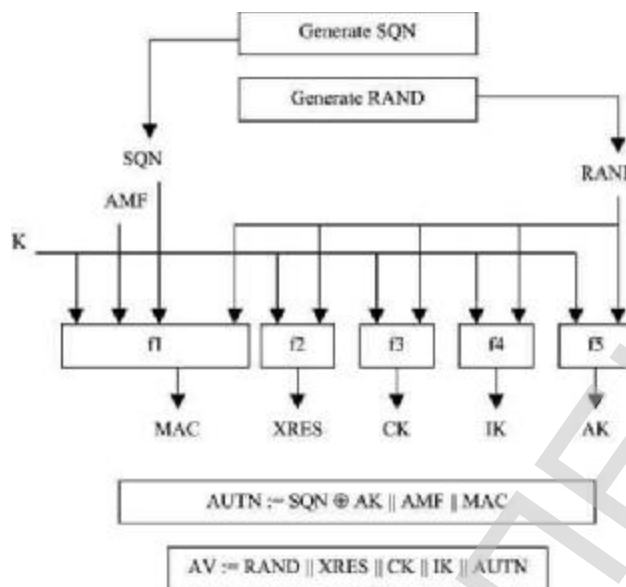 Generate SQN
Generate RAND
SQN
RAND
AMF
K
f1 f2 f3 f4 f5
MAC XRES CK IK AK
AUTN := SQN ⊕ AK || AMF || MAC
AV := RAND || XRES || CK || IK || AUTN